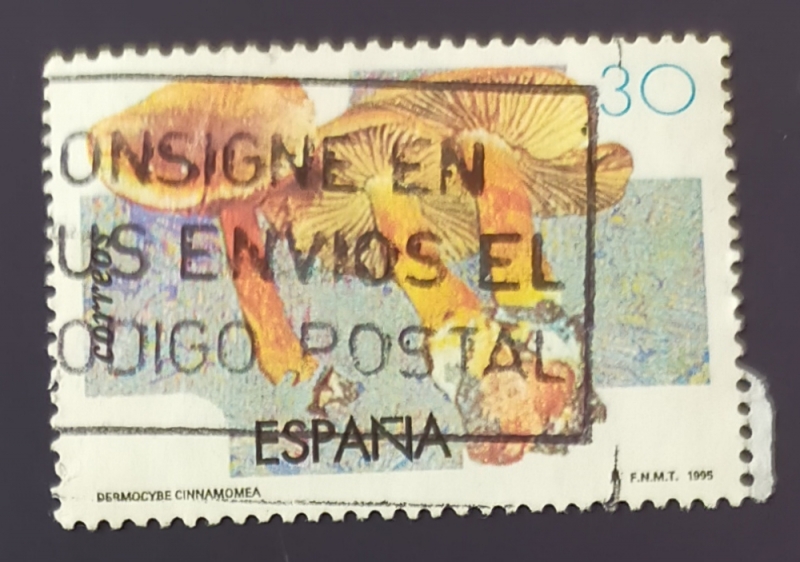 30
ONSIGNE EN
US ENVIOS EL
ODIGO POSTAL
correos
ESPAÑA
DERMOCYBE CINNAMOMEA
F.N.M.T. 1995